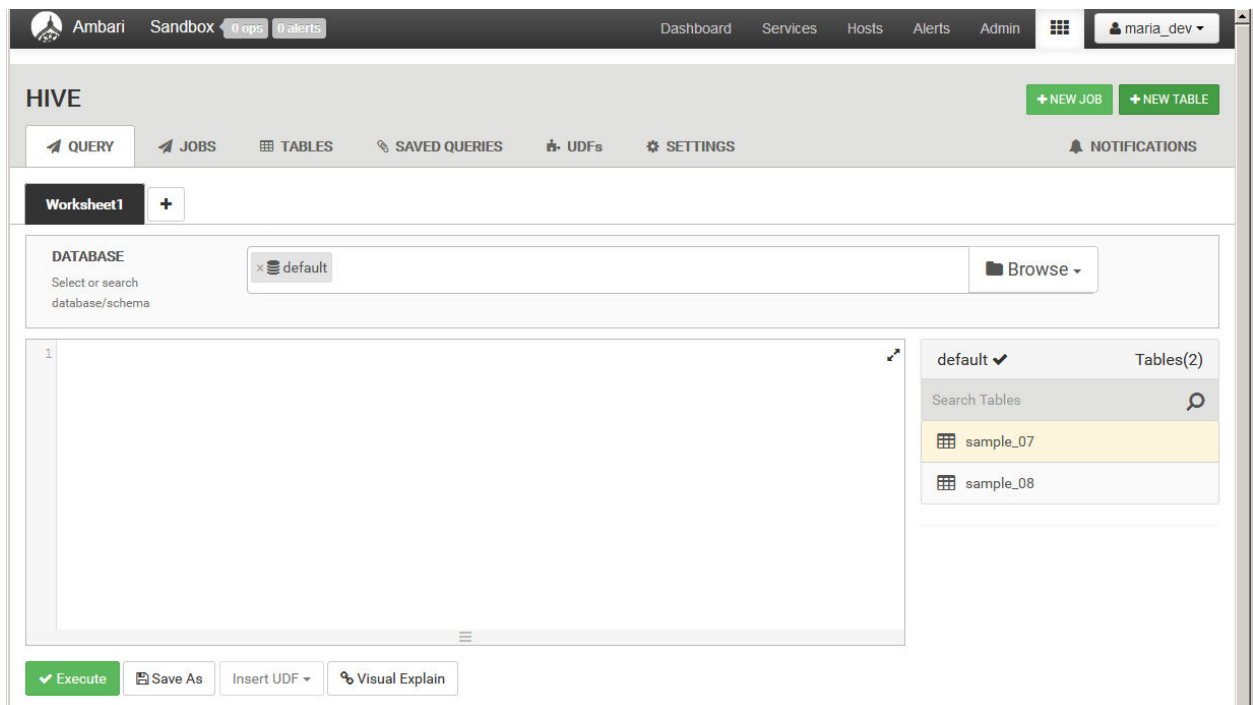 Ambari Sandbox 0 ops 0 alerts Dashboard Services Hosts Alerts Admin maria_dev
HIVE
+ NEW JOB + NEW TABLE
QUERY JOBS TABLES SAVED QUERIES UDFs SETTINGS NOTIFICATIONS
Worksheet1 +
DATABASE
Select or search
database/schema
× default
Browse
1
default Tables(2)
Search Tables
sample_07
sample_08
Execute Save As Insert UDF Visual Explain